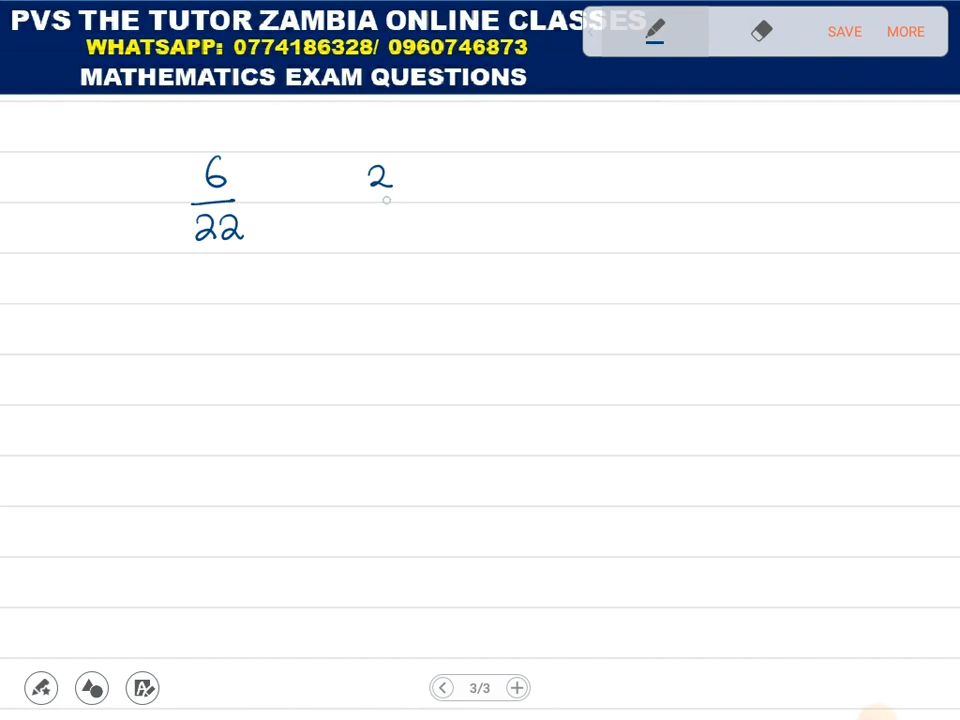 PVS THE TUTOR ZAMBIA ONLINE CLASSES
WHATSAPP: 0774186328/ 0960746873
MATHEMATICS EXAM QUESTIONS
SAVE MORE
6 2
22
3/3